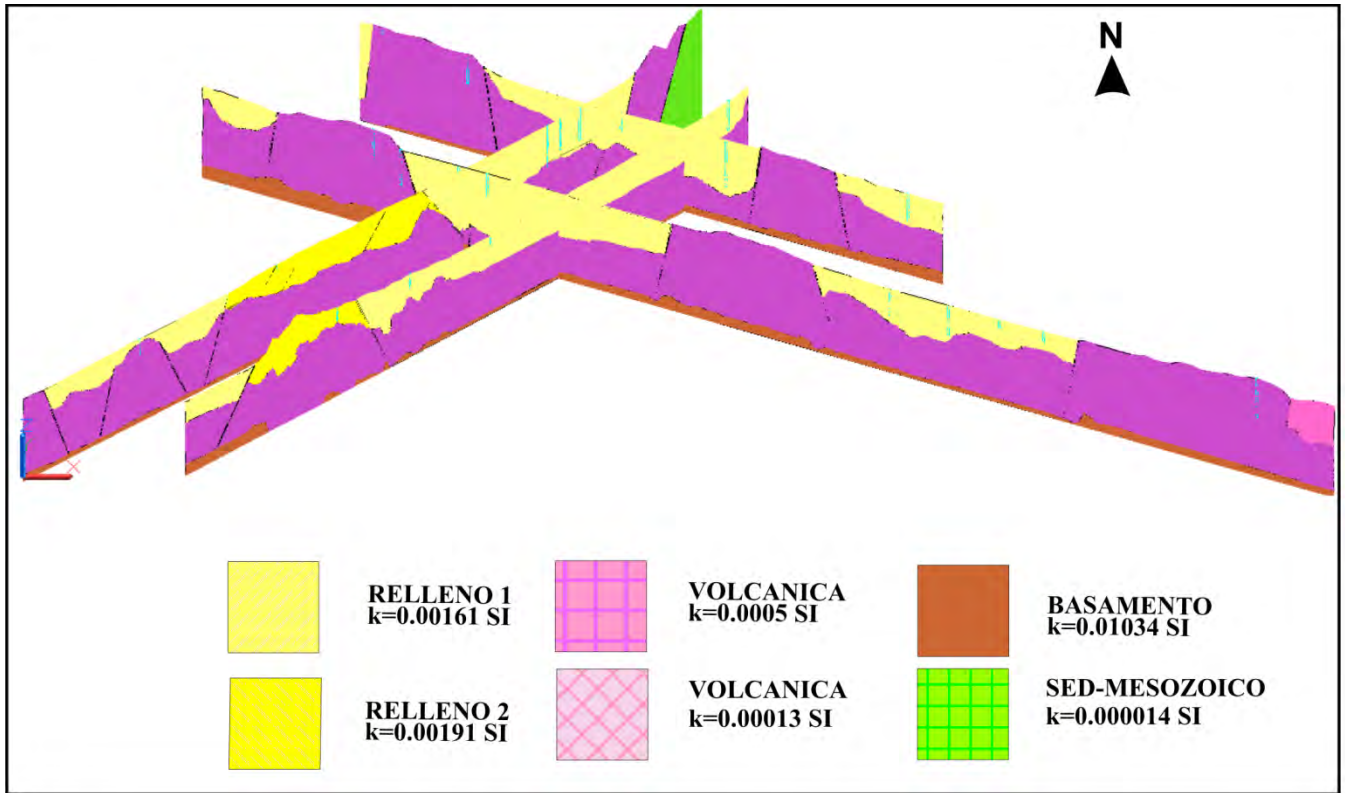 N
RELLENO 1
k=0.00161 SI
VOLCANICA
k=0.0005 SI
BASAMENTO
k=0.01034 SI
RELLENO 2
k=0.00191 SI
VOLCANICA
k=0.00013 SI
SED-MESOZOICO
k=0.000014 SI